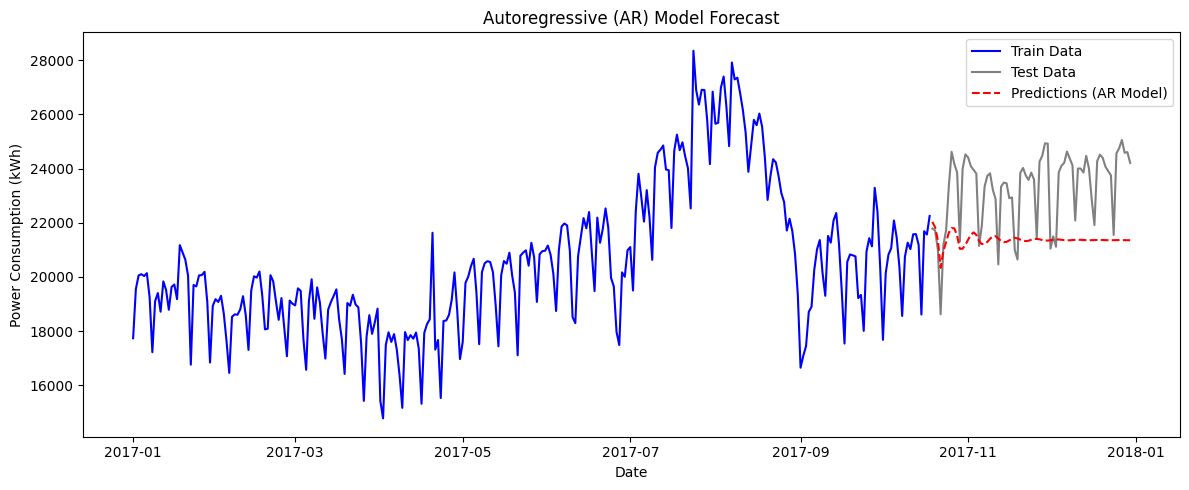 Autoregressive (AR) Model Forecast
Train Data
Test Data
Predictions (AR Model)
Power Consumption (kWh)
28000
26000
24000
22000
20000
18000
16000
2017-01
2017-03
2017-05
2017-07
2017-09
2017-11
2018-01
Date